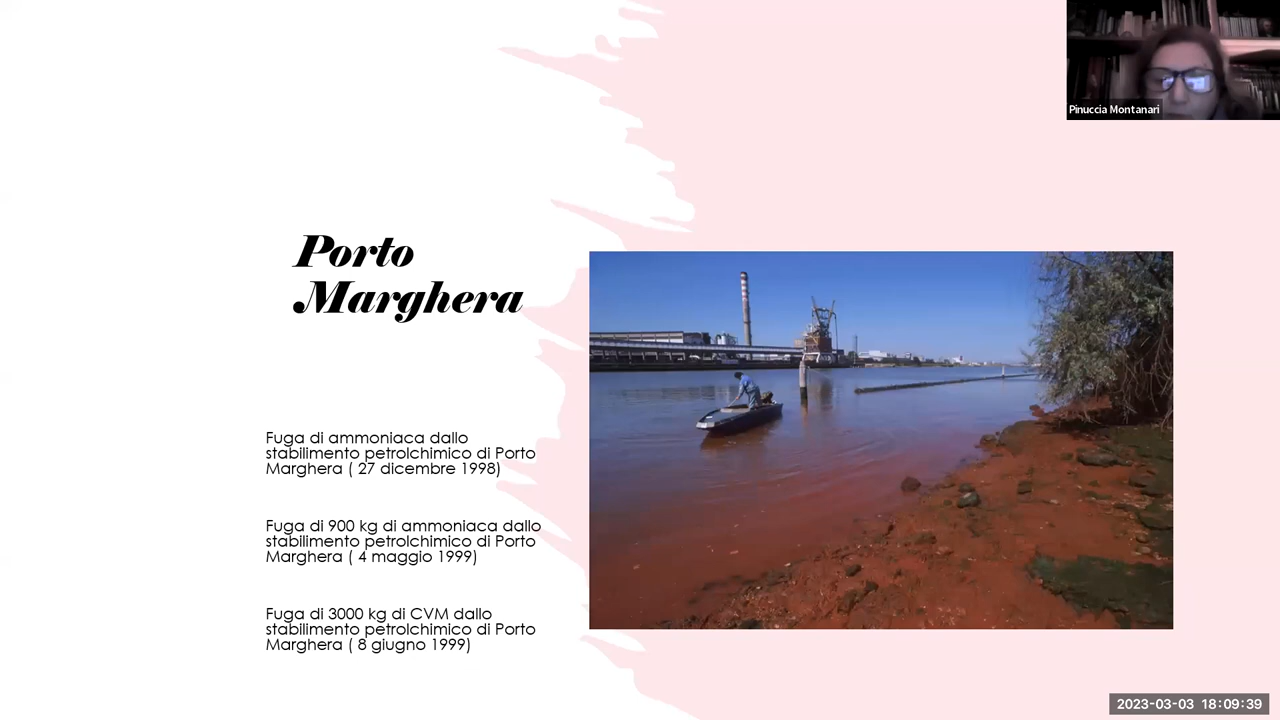 Pinuccia Montanari
Porto
Marghera
Fuga di ammoniaca dallo
stabilimento petrolchimico di Porto
Marghera ( 27 dicembre 1998)
Fuga di 900 kg di ammoniaca dallo
stabilimento petrolchimico di Porto
Marghera ( 4 maggio 1999)
Fuga di 3000 kg di CVM dallo
stabilimento petrolchimico di Porto
Marghera ( 8 giugno 1999)
2023-03-03 18:09:39